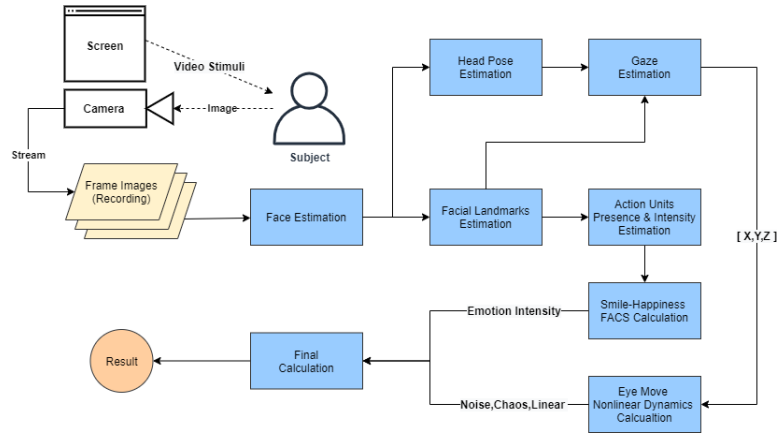 Screen
Video Stimuli
Camera
Image
Subject
Stream
Frame Images
(Recording)
Face Estimation
Head Pose
Estimation
Gaze
Estimation
Facial Landmarks
Estimation
Action Units
Presence & Intensity
Estimation
[ X,Y,Z ]
Smile-Happiness
FACS Calculation
Emotion Intensity
Final
Calculation
Result
Noise,Chaos,Linear
Eye Move
Nonlinear Dynamics
Calcualtion